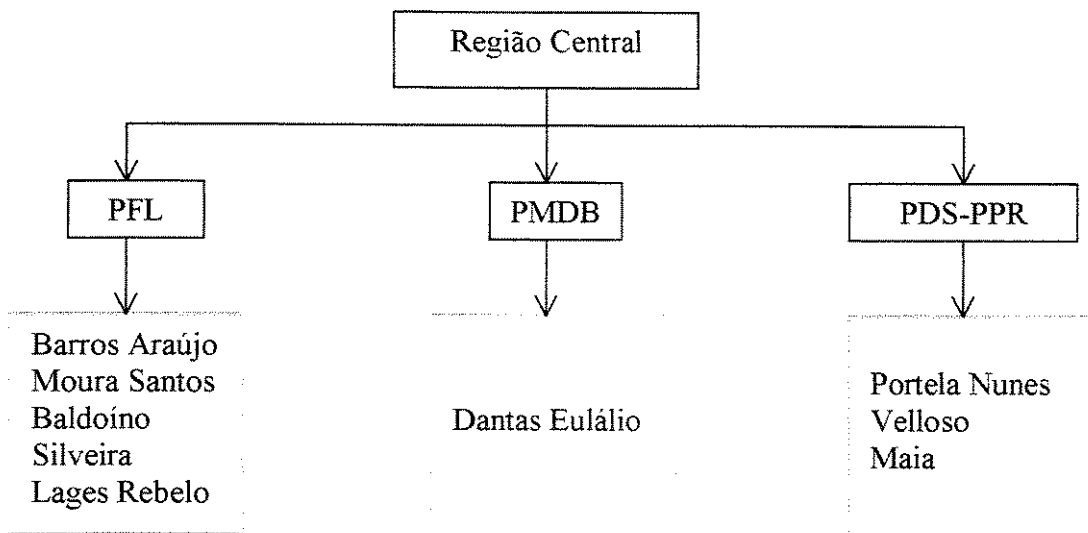 Região Central
PFL
PMDB
PDS-PPR
Barros Araújo
Moura Santos
Baldoíno
Silveira
Lages Rebelo
Dantas Eulálio
Portela Nunes
Velloso
Maia